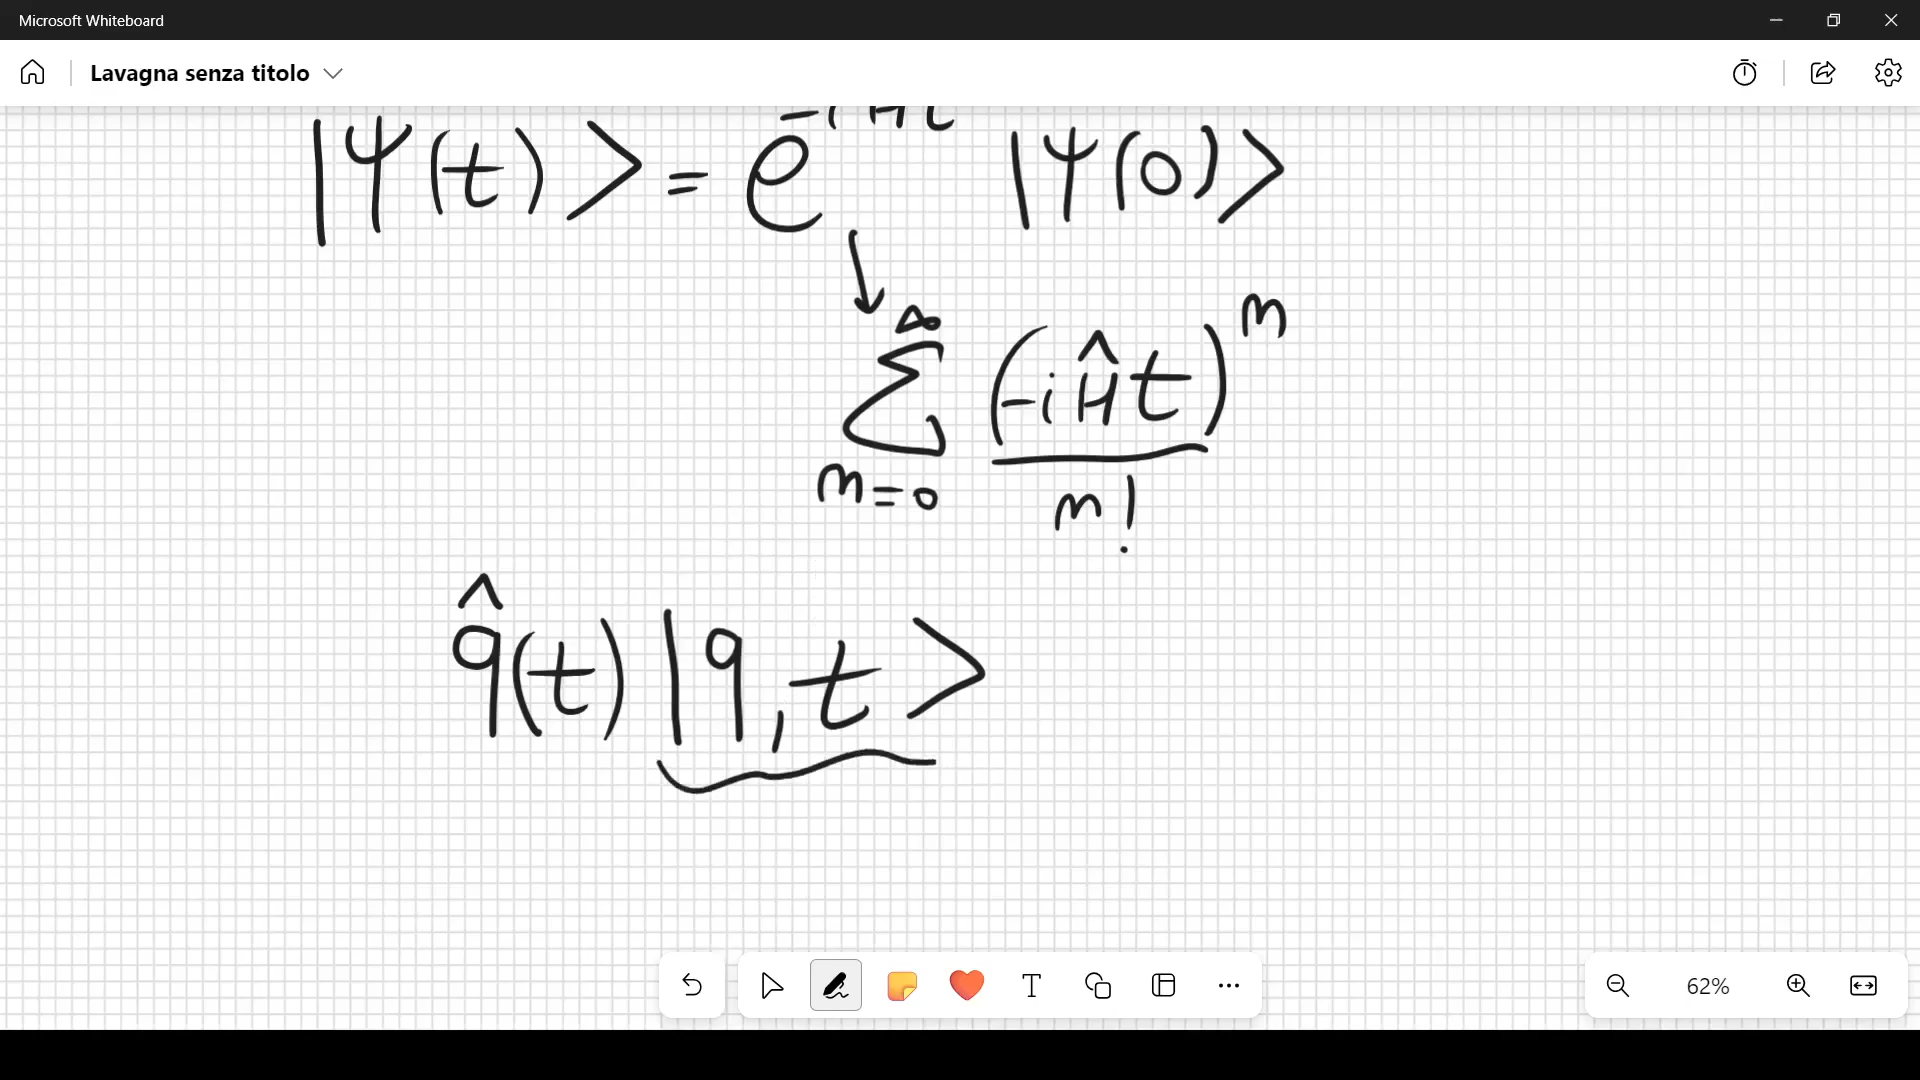 Microsoft Whiteboard
Lavagna senza titolo
|Ψ(t)> = e^{-iHt} |Ψ(0)>
↓
∑_{n=0}^{∞} (-iĤt)^n / n!
q̂(t)|q,t>
T
62%